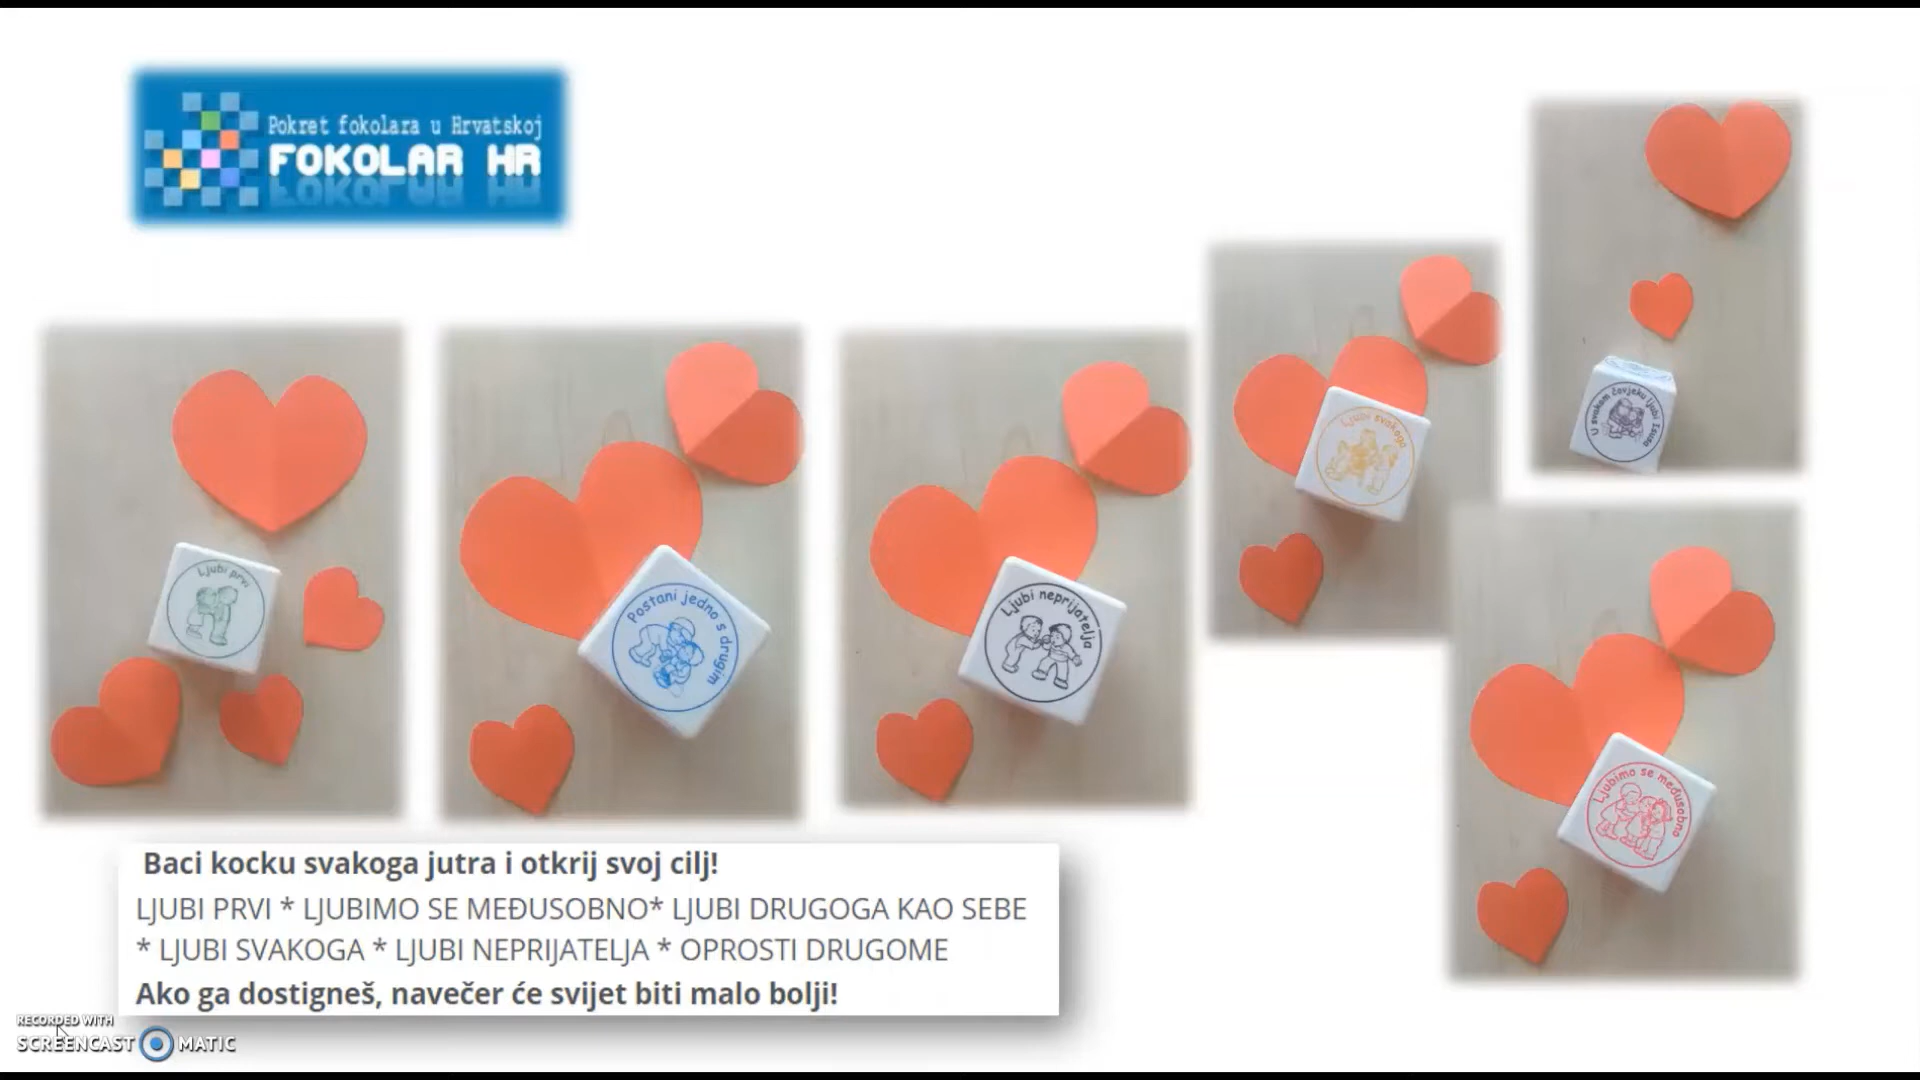 Pokret fokolara u Hrvatskoj
FOKOLAR HR
Ljubi prvi
Postani jedno s drugim
Ljubi neprijatelja
Ljubi svakoga
U svakom čovjeku ljubi Isusa
Ljubimo se međusobno
Baci kocku svakoga jutra i otkrij svoj cilj!
LJUBI PRVI * LJUBIMO SE MEĐUSOBNO* LJUBI DRUGOGA KAO SEBE
* LJUBI SVAKOGA * LJUBI NEPRIJATELJA * OPROSTI DRUGOME
Ako ga dostigneš, navečer će svijet biti malo bolji!
RECORDED WITH
SCREENCAST MATIC